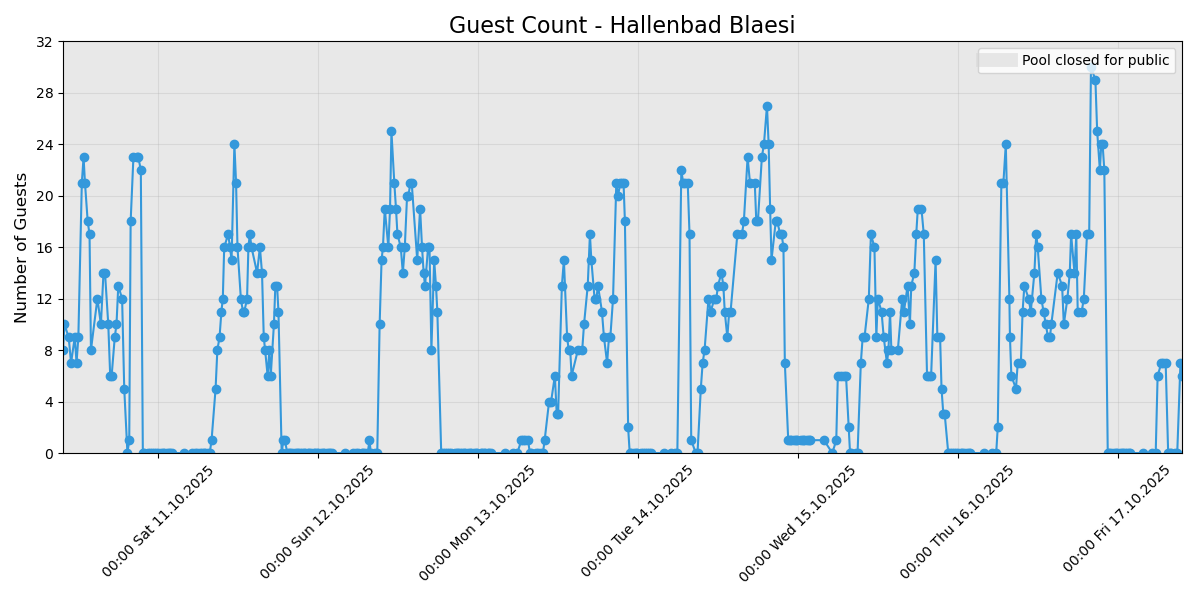 Guest Count - Hallenbad Blaesi
Pool closed for public
Number of Guests
32
28
24
20
16
12
8
4
0
00:00 Sat 11.10.2025
00:00 Sun 12.10.2025
00:00 Mon 13.10.2025
00:00 Tue 14.10.2025
00:00 Wed 15.10.2025
00:00 Thu 16.10.2025
00:00 Fri 17.10.2025